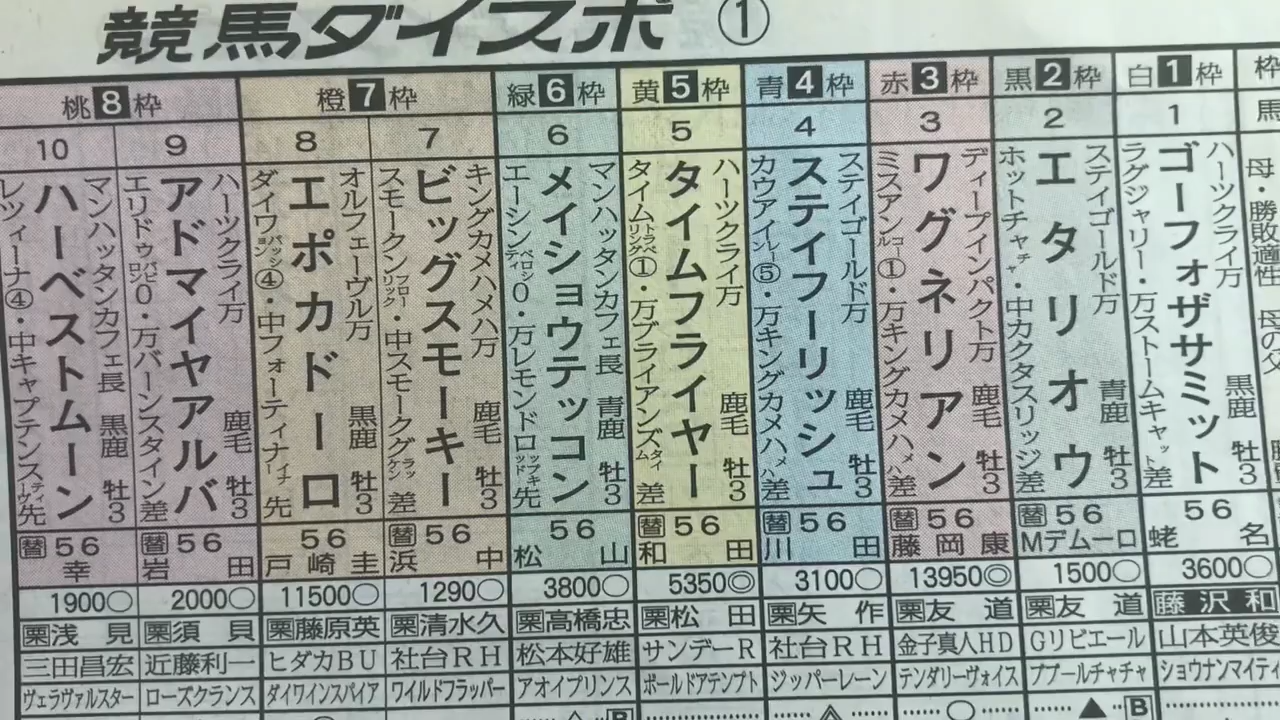 競馬ダイスポ ①
白1枠
1
ハーツクライ万
ゴーフォザサミット
ラグジャリー・万ストームキャット差
黒鹿 牡3
56
蛯名
3600○
藤沢和
山本英俊
ショウナンマイティ
黒2枠
2
ステイゴールド万
エタリオウ
ホットチャチャ・中カクタスリッジ差
青鹿 牡3
替56
Mデムーロ
1500○
栗友道
Gリビエール
ププールチャチャ
▲ B
赤3枠
3
ディープインパクト万
ワグネリアン
ミスアンコール①・万キングカメハメハ差
鹿毛 牡3
替56
藤岡康
13950◎
栗友道
金子真人HD
テンダリーヴォイス
○
青4枠
4
ステイゴールド万
ステイフーリッシュ
カウアイレーン⑤・万キングカメハメハ差
鹿毛 牡3
替56
川田
3100○
栗矢作
社台RH
ジッパーレーン
黄5枠
5
ハーツクライ万
タイムフライヤー
タイムトラベリング①・万ブライアンズタイム差
鹿毛 牡3
替56
和田
5350◎
栗松田
サンデーR
ボールドアテンプト
緑6枠
6
マンハッタンカフェ長
メイショウテッコン
エーシンベロシティ0・万レモンドロップキッド先
青鹿 牡3
56
松山
3800○
栗高橋忠
松本好雄
アオイプリンス
B
橙7枠
7
キングカメハメハ万
ビッグスモーキー
スモークンフローリック・中スモークグラッケン差
鹿毛 牡3
替56
浜中
1290○
栗清水久
社台RH
ワイルドフラッパー
8
オルフェーヴル万
エポカドーロ
ダイワパッション④・中フォーティナイナー先
黒鹿 牡3
56
戸崎圭
11500○
栗藤原英
ヒダカBU
ダイワインスパイア
桃8枠
9
ハーツクライ万
アドマイヤアルバ
エリドゥバビロン0・万バーンスタイン差
鹿毛 牡3
替56
岩田
2000○
栗須貝
近藤利一
ローズクランス
10
マンハッタンカフェ長
ハーベストムーン
レツィーナ④・中キャプテンスティーヴ先
黒鹿 牡3
替56
幸
1900○
栗浅見
三田昌宏
ヴェラヴァルスター
枠
馬
母・勝敗適性 母の父